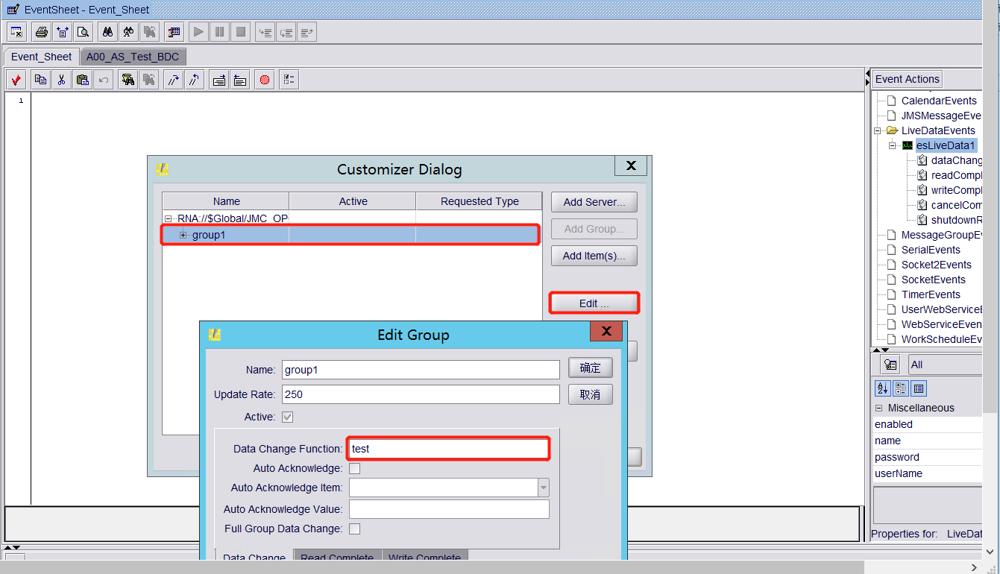 EventSheet - Event_Sheet
Event_Sheet A00_AS_Test_BDC
1
Customizer Dialog
X
Name Active Requested Type
RNA://$Global/JMC_OP
group1
Add Server...
Add Group...
Add Item(s)...
Edit ...
Edit Group
X
Name: group1
确定
Update Rate: 250
取消
Active:
Data Change Function: test
Auto Acknowledge:
Auto Acknowledge Item:
Auto Acknowledge Value:
Full Group Data Change:
Data Change Read Complete Write Complete
Event Actions
CalendarEvents
JMSMessageEve
LiveDataEvents
esLiveData1
dataChang
readCompl
writeCompl
cancelCom
shutdownR
MessageGroupEv
SerialEvents
Socket2Events
SocketEvents
TimerEvents
UserWebServiceE
WebServiceEven
WorkScheduleEv
All
Miscellaneous
enabled
name
password
userName
Properties for: LiveDat